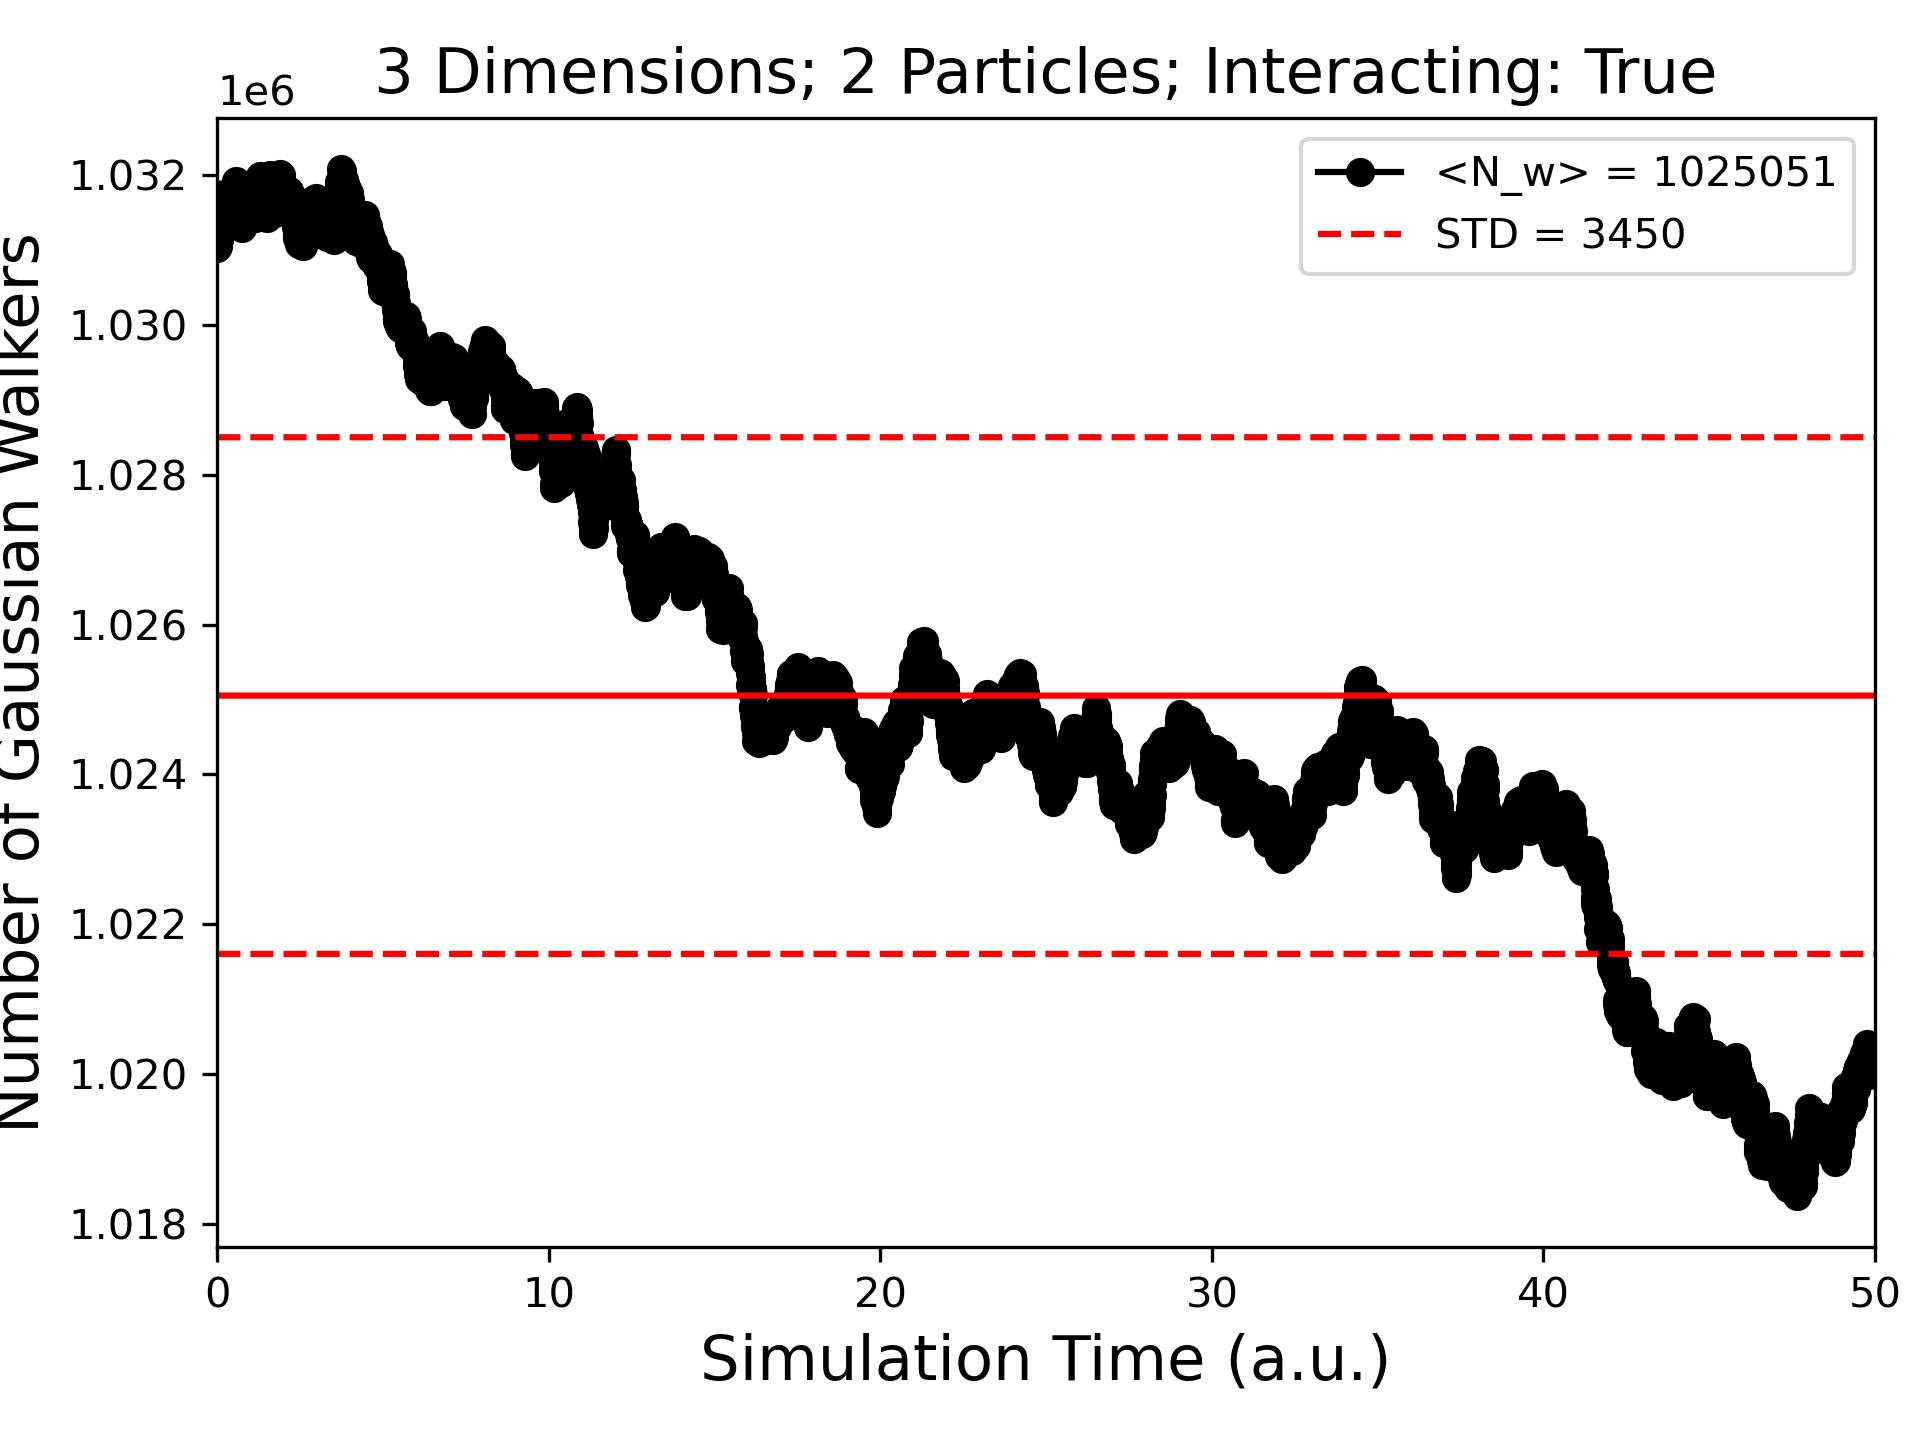 3 Dimensions; 2 Particles; Interacting: True
1e6
<N_w> = 1025051
STD = 3450
Number of Gaussian Walkers
1.032
1.030
1.028
1.026
1.024
1.022
1.020
1.018
0 10 20 30 40 50
Simulation Time (a.u.)